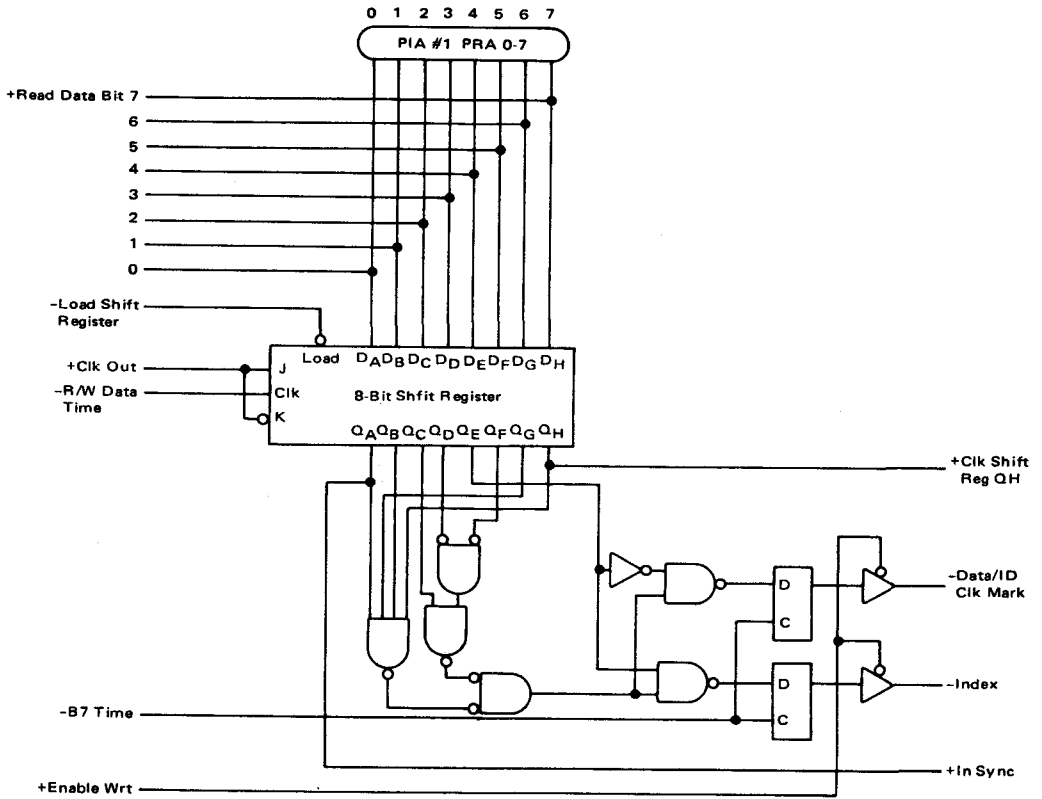 0 1 2 3 4 5 6 7
PIA #1 PRA 0-7
+Read Data Bit 7
6
5
4
3
2
1
0
-Load Shift
Register
Load DA DB DC DD DE DF DG DH
+Clk Out
J
-R/W Data
Time
Clk
8-Bit Shfit Register
K
QA QB QC QD QE QF QG QH
+Clk Shift
Reg QH
D
-Data/ID
Clk Mark
C
D
-Index
-B7 Time
C
+In Sync
+Enable Wrt